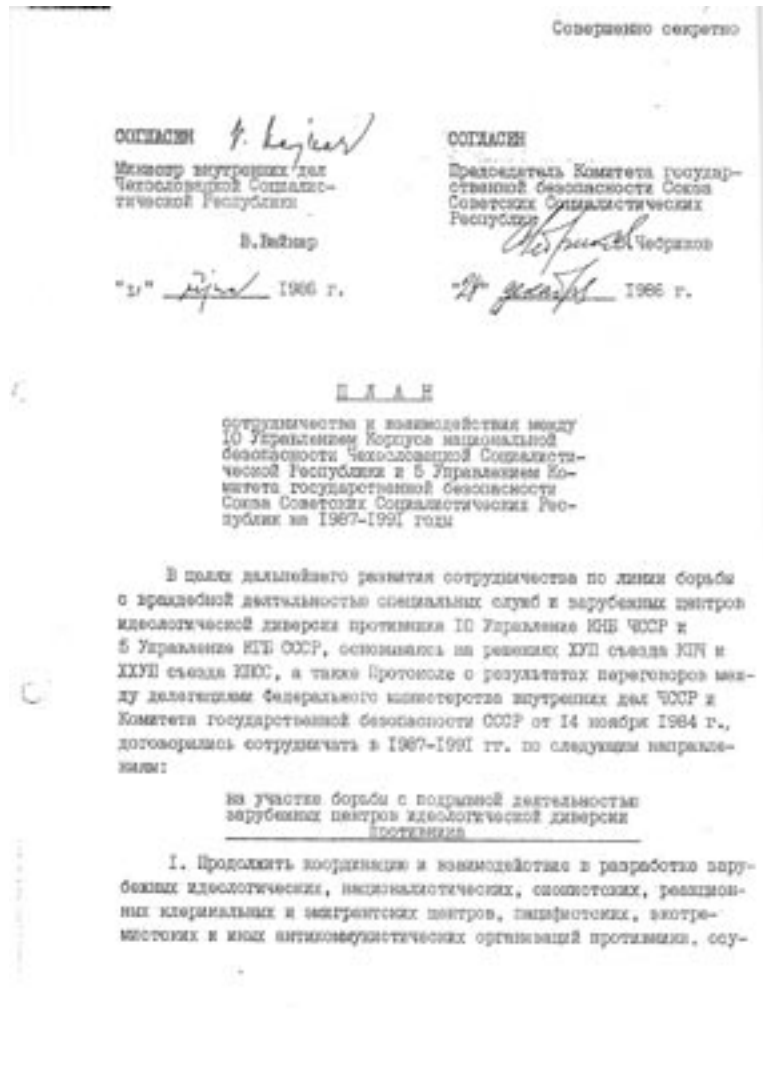 Совершенно секретно
СОГЛАСЕН
Министр внутренних дел
Чехословацкой Социалис-
тической Республики
В.Вайнар
1986 г.
СОГЛАСЕН
Председатель Комитета государ-
ственной безопасности Союза
Советских Социалистических
Республик
В.Чебриков
декабря 1986 г.
П Л А Н
сотрудничества и взаимодействия между
10 Управлением Корпуса национальной
безопасности Чехословацкой Социалисти-
ческой Республики и 5 Управлением Ко-
митета государственной безопасности
Союза Советских Социалистических Рес-
публик на 1987-1991 годы
В целях дальнейшего развития сотрудничества по линии борьбы
с враждебной деятельностью специальных служб и зарубежных центров
идеологической диверсии противника 10 Управление КНБ ЧССР и
5 Управление КГБ СССР, основываясь на решениях ХУП съезда КПЧ и
ХХУП съезда КПСС, а также Протоколе о результатах переговоров меж-
ду делегациями Федерального министерства внутренних дел ЧССР и
Комитета государственной безопасности СССР от 14 ноября 1984 г.,
договорились сотрудничать в 1987-1991 гг. по следующим направле-
ниям:
на участке борьбы с подрывной деятельностью
зарубежных центров идеологической диверсии
противника
1. Продолжить координацию и взаимодействие в разработке зару-
бежных идеологических, националистических, сионистских, реакцион-
ных клерикальных и эмигрантских центров, пацифистских, экстре-
мистских и иных антикоммунистических организаций противника, осу-